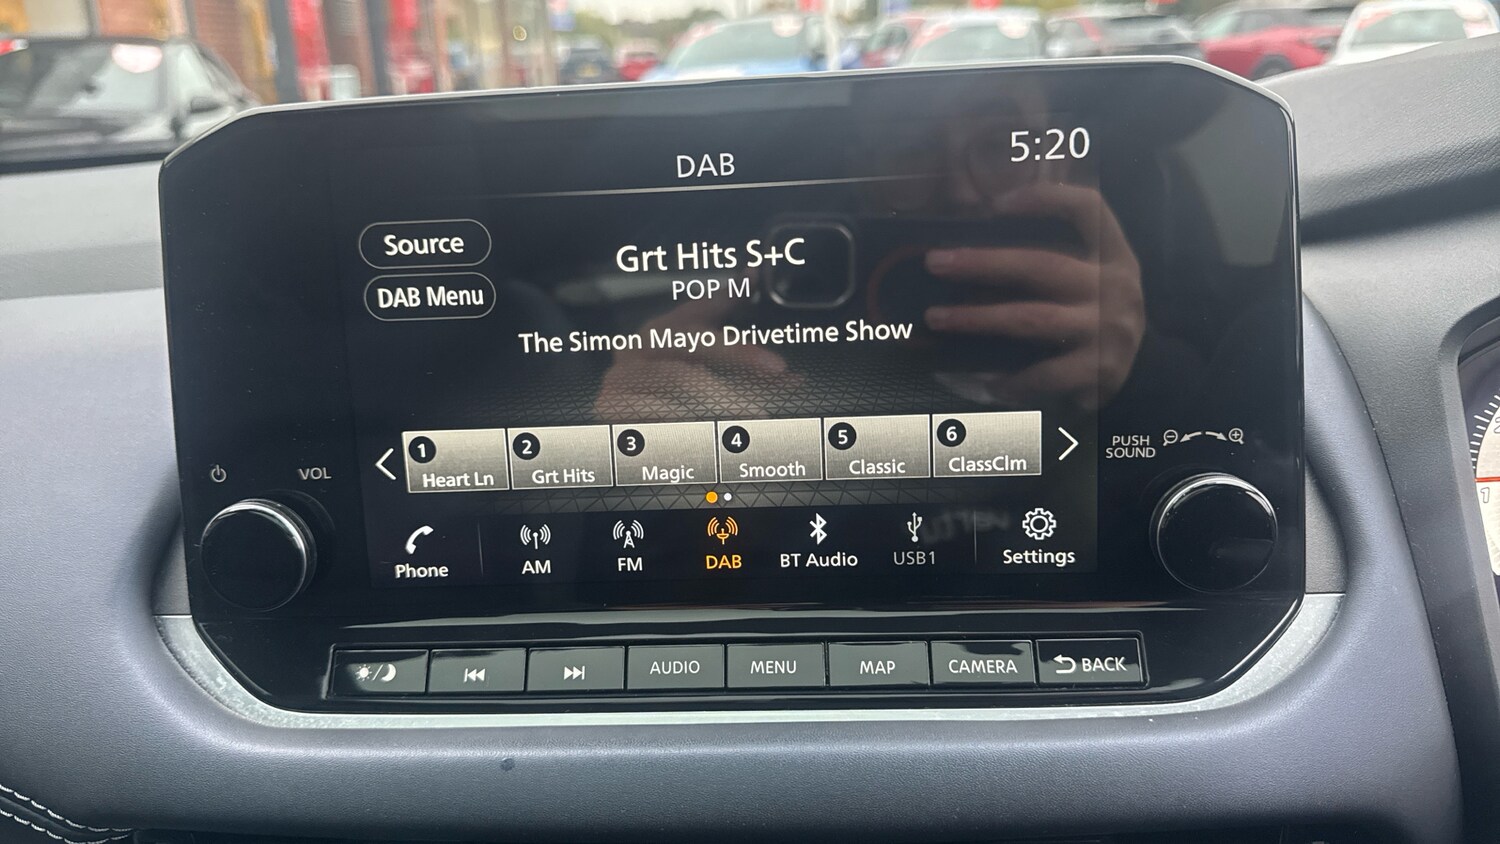 DAB
5:20
Source
DAB Menu
Grt Hits S+C
POP M
The Simon Mayo Drivetime Show
1 Heart Ln
2 Grt Hits
3 Magic
4 Smooth
5 Classic
6 ClassClm
VOL
PUSH
SOUND
Phone
AM
FM
DAB
BT Audio
USB1
Settings
AUDIO
MENU
MAP
CAMERA
BACK
1